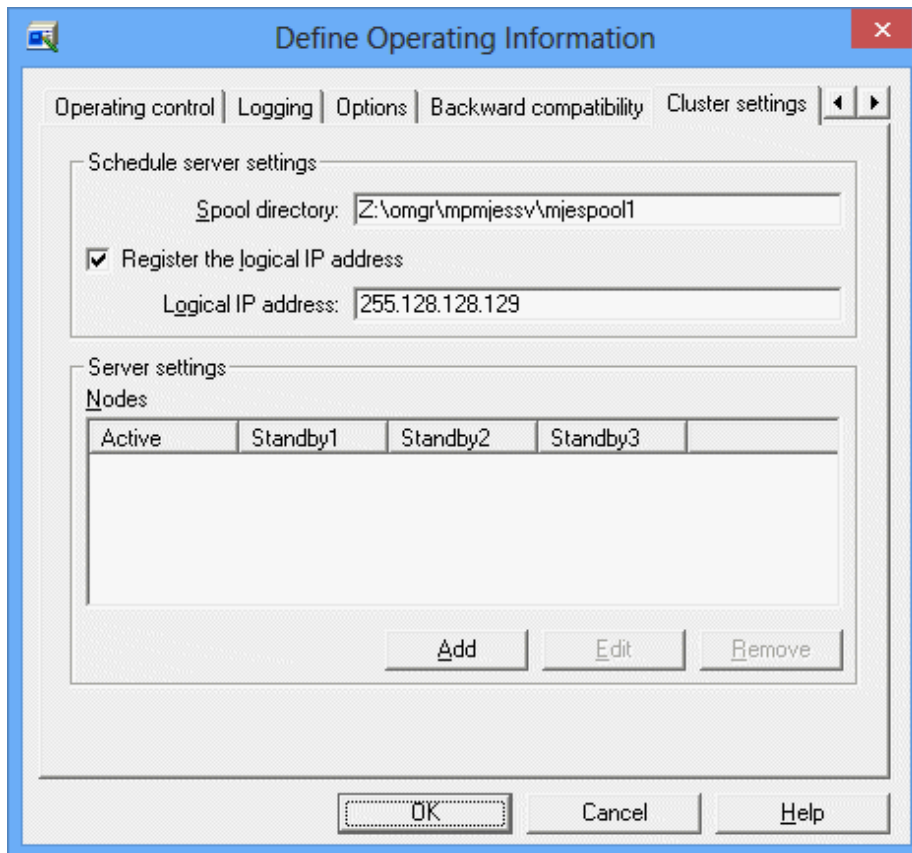 Define Operating Information
Operating control Logging Options Backward compatibility Cluster settings
Schedule server settings
Spool directory: Z:\omgr\mpmjessv\mjespool1
Register the logical IP address
Logical IP address: 255.128.128.129
Server settings
Nodes
Active Standby1 Standby2 Standby3
Add Edit Remove
OK Cancel Help